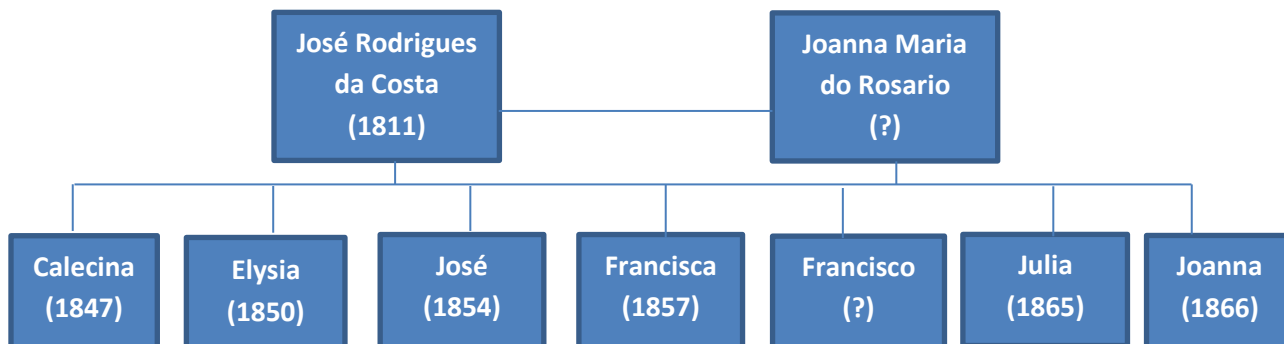 José Rodrigues
da Costa
(1811)
Joanna Maria
do Rosario
(?)
Calecina
(1847)
Elysia
(1850)
José
(1854)
Francisca
(1857)
Francisco
(?)
Julia
(1865)
Joanna
(1866)